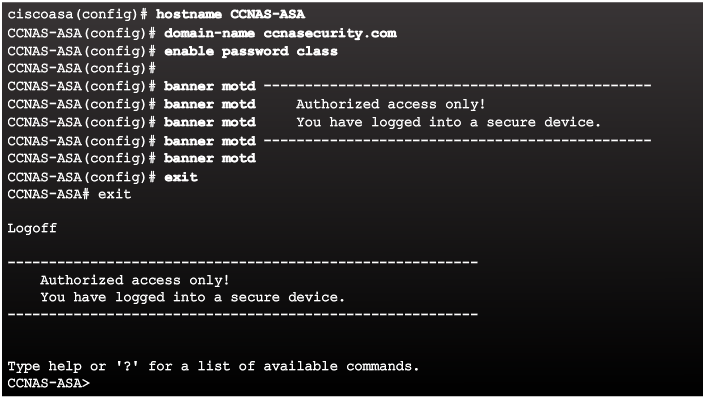 ciscoasa(config)# hostname CCNAS-ASA
CCNAS-ASA(config)# domain-name ccnasecurity.com
CCNAS-ASA(config)# enable password class
CCNAS-ASA(config)#
CCNAS-ASA(config)# banner motd -----------------------------------------------
CCNAS-ASA(config)# banner motd     Authorized access only!
CCNAS-ASA(config)# banner motd     You have logged into a secure device.
CCNAS-ASA(config)# banner motd -----------------------------------------------
CCNAS-ASA(config)# banner motd
CCNAS-ASA(config)# exit
CCNAS-ASA# exit
Logoff
---------------------------------------------------------
    Authorized access only!
    You have logged into a secure device.
---------------------------------------------------------
Type help or '?' for a list of available commands.
CCNAS-ASA>